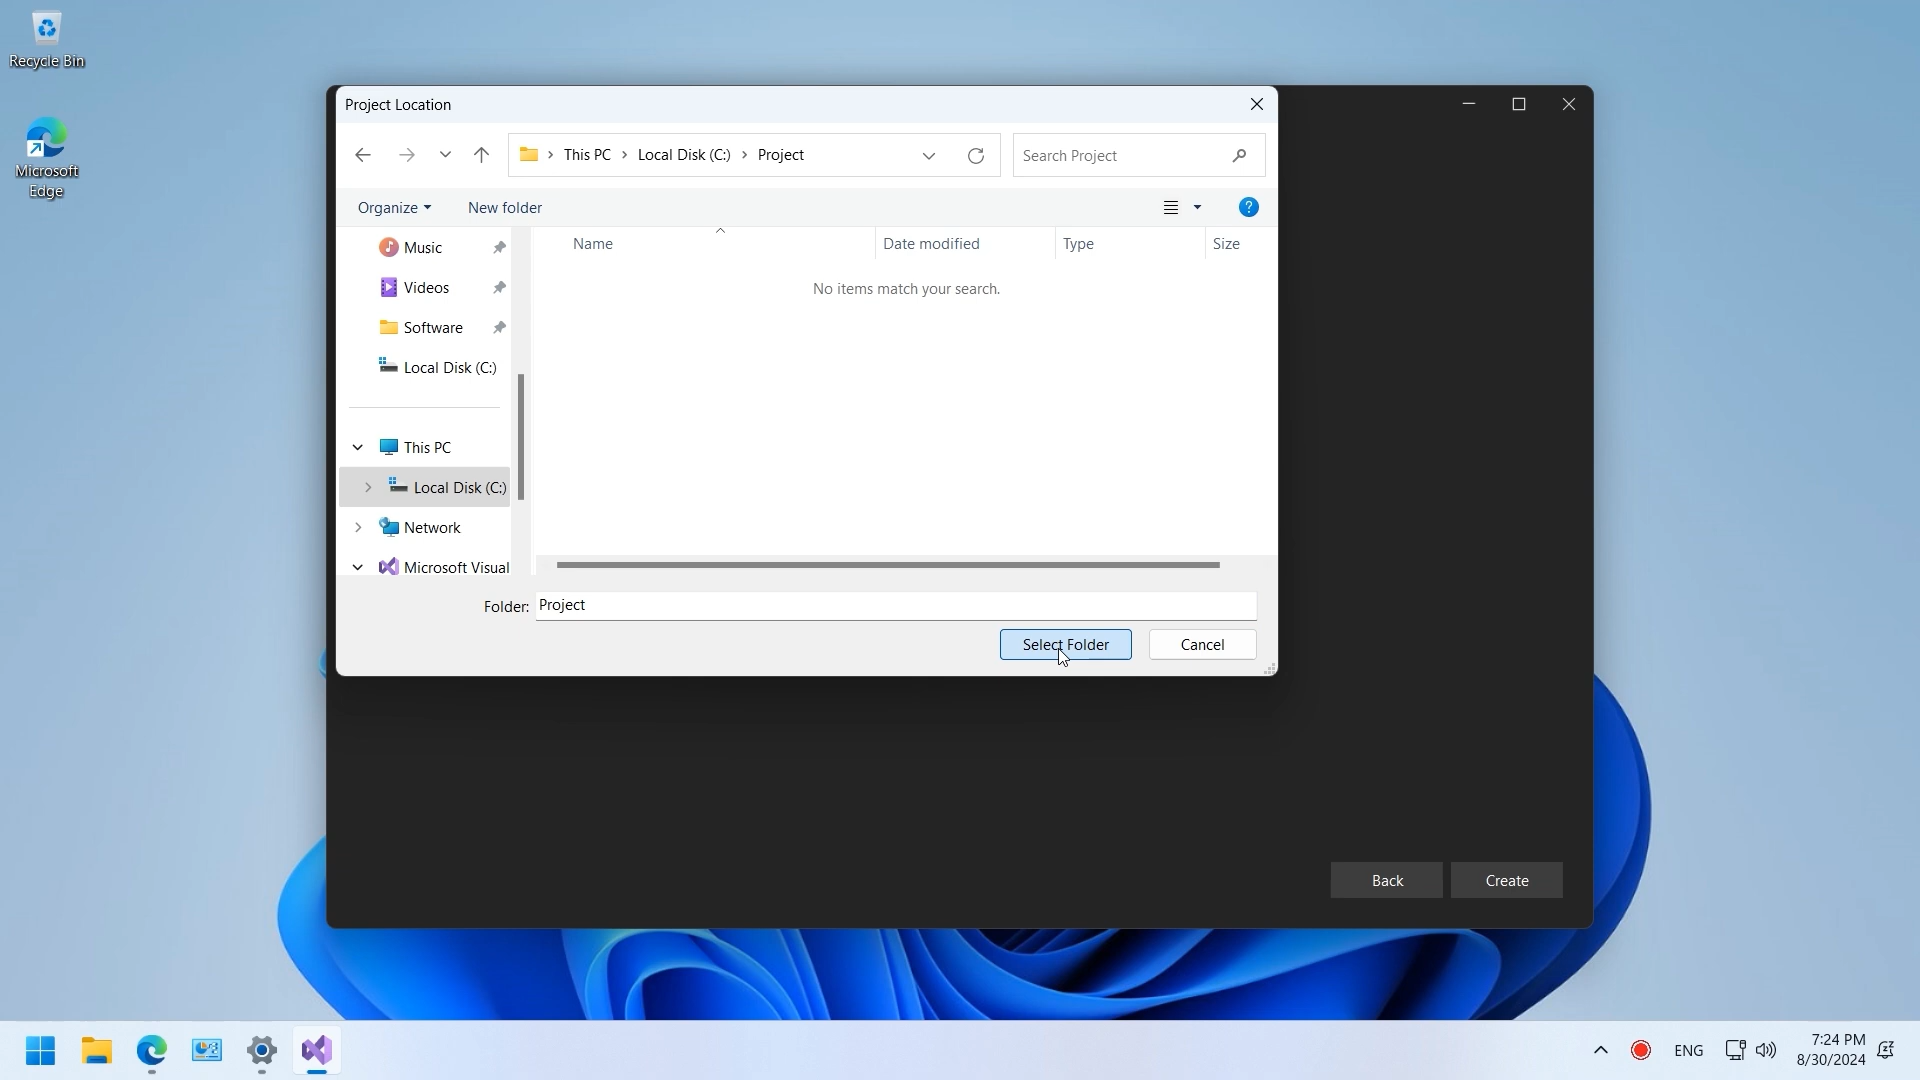 Recycle Bin
Microsoft
Edge
Project Location
This PC
Local Disk (C:)
Project
Search Project
Organize
New folder
Music
Videos
Software
Local Disk (C:)
This PC
Local Disk (C:)
Network
Microsoft Visual
Name
Date modified
Type
Size
No items match your search.
Folder:
Project
Select Folder
Cancel
Back
Create
ENG
7:24 PM
8/30/2024